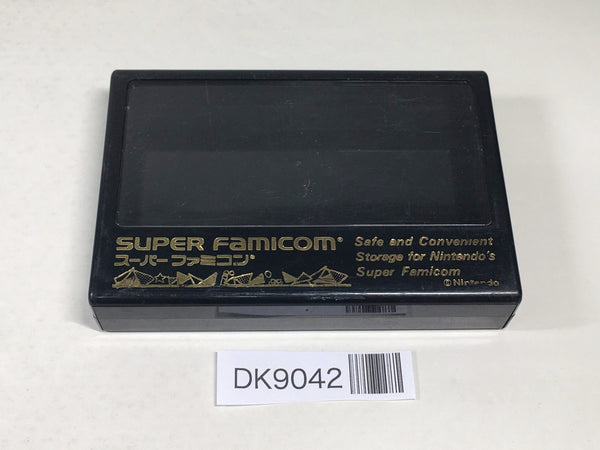 SUPER FAMICOM®
スーパーファミコン®
Safe and Convenient
Storage for Nintendo's
Super Famicom
©Nintendo
DK9042